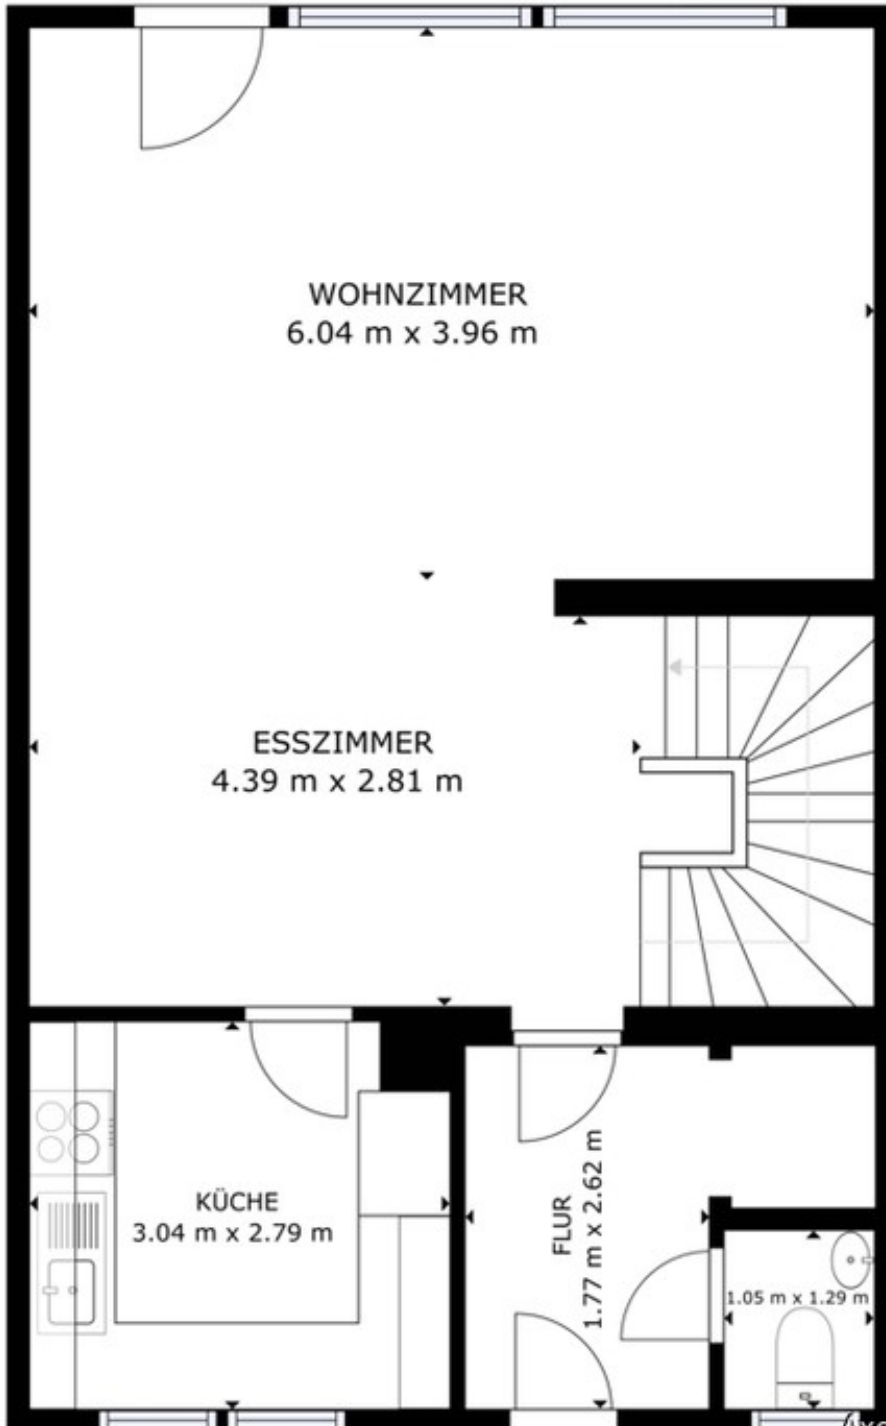 WOHNZIMMER
6.04 m x 3.96 m
ESSZIMMER
4.39 m x 2.81 m
KÜCHE
3.04 m x 2.79 m
FLUR
1.77 m x 2.62 m
1.05 m x 1.29 m